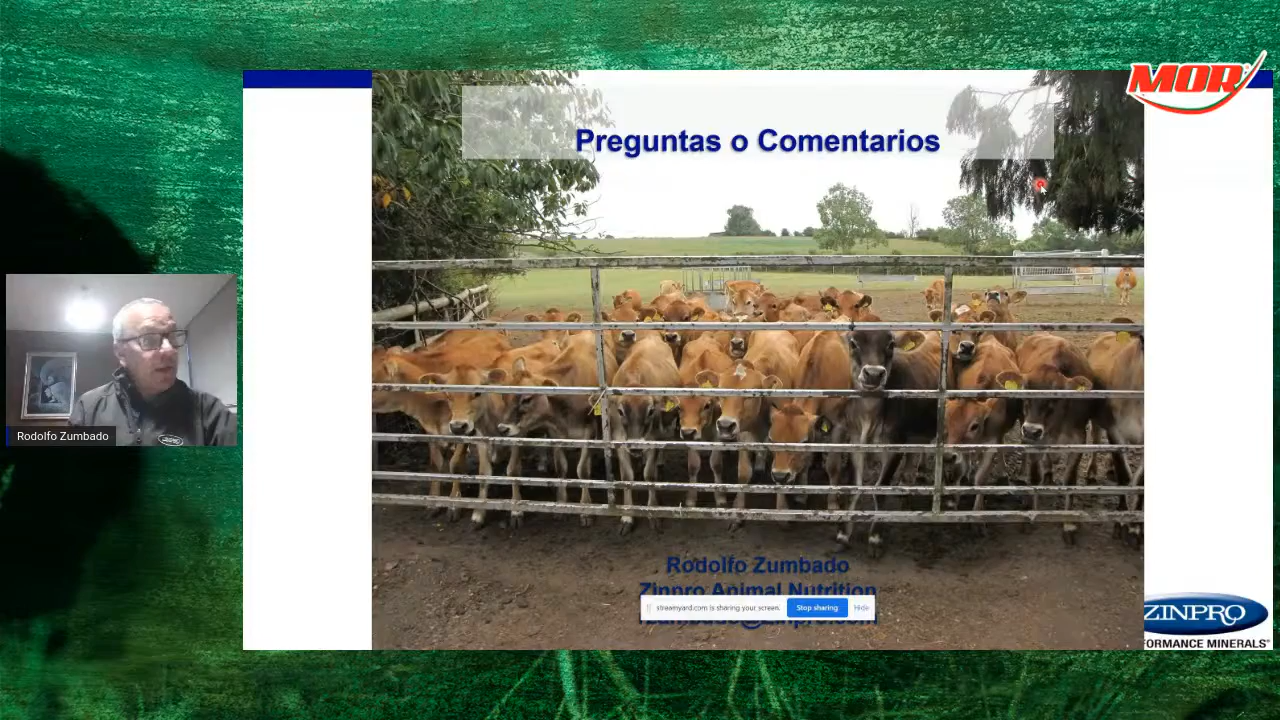 MOR
Preguntas o Comentarios
Rodolfo Zumbado
Rodolfo Zumbado
Zinpro Animal Nutrition
streamyard.com is sharing your screen.
Stop sharing
Hide
ZINPRO
FORMANCE MINERALS®